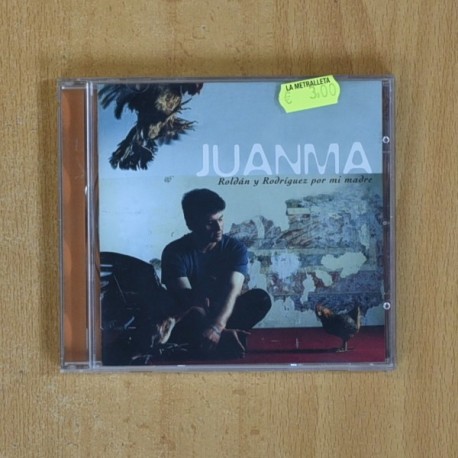 LA METRALLETA
€ 3.00
JUANMA
Roldán y Rodríguez por mi madre